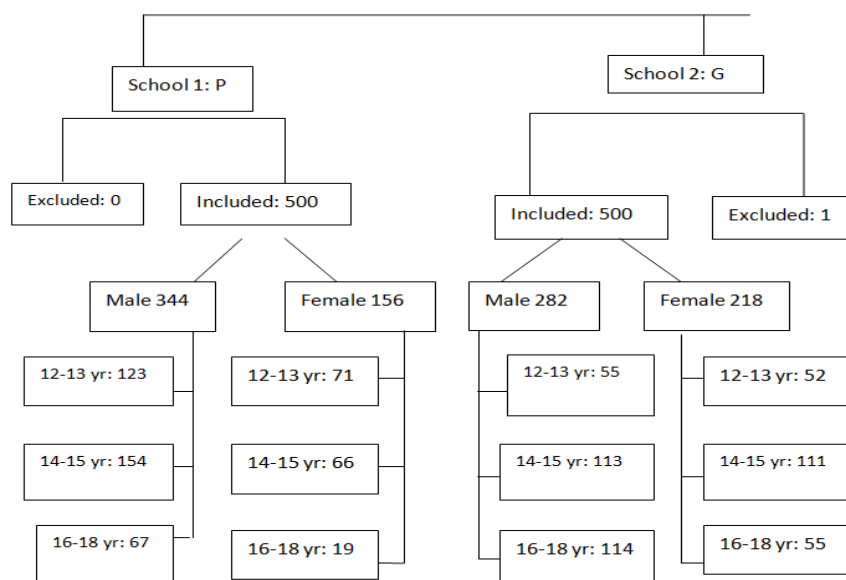 School 1: P
School 2: G
Excluded: 0
Included: 500
Included: 500
Excluded: 1
Male 344
Female 156
Male 282
Female 218
12-13 yr: 123
12-13 yr: 71
12-13 yr: 55
12-13 yr: 52
14-15 yr: 154
14-15 yr: 66
14-15 yr: 113
14-15 yr: 111
16-18 yr: 67
16-18 yr: 19
16-18 yr: 114
16-18 yr: 55